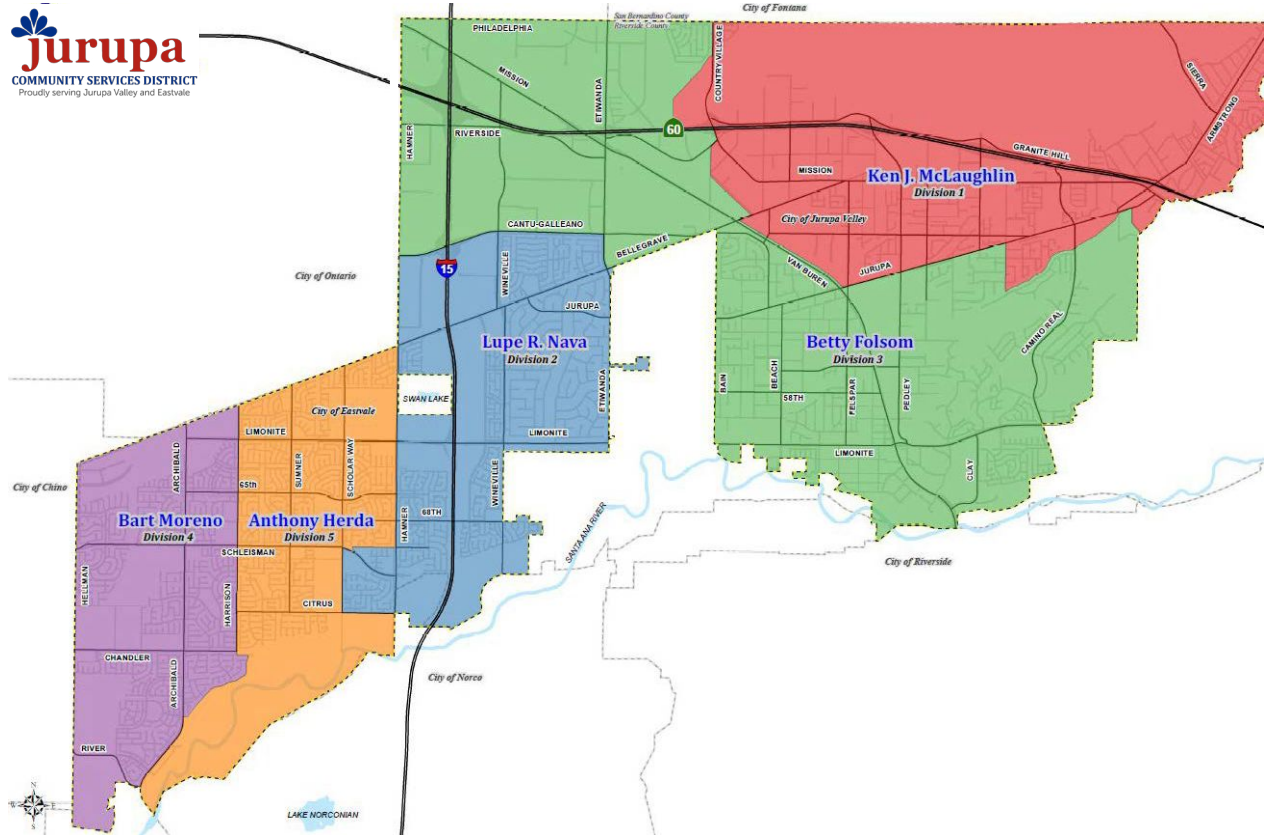 jurupa
COMMUNITY SERVICES DISTRICT
Proudly serving Jurupa Valley and Eastvale
City of Fontana
San Bernardino County
Riverside County
PHILADELPHIA
MISSION
ETIWANDA
COUNTRY VILLAGE
SIERRA
ARMSTRONG
HAMNER
RIVERSIDE
60
GRANITE HILL
MISSION
Ken J. McLaughlin
Division 1
City of Jurupa Valley
CANTU-GALLEANO
BELLEGRAVE
City of Ontario
15
WINEVILLE
VAN BUREN
JURUPA
JURUPA
Lupe R. Nava
Division 2
Betty Folsom
Division 3
CAMINO REAL
BAIN
BEACH
FELSPAR
PEDLEY
58TH
ETIWANDA
SWAN LAKE
City of Eastvale
LIMONITE
LIMONITE
LIMONITE
ARCHIBALD
SUMNER
SCHOLAR WAY
65th
WINEVILLE
CLAY
City of Chino
Bart Moreno
Division 4
Anthony Herda
Division 5
HAMNER
68TH
SANTA ANA RIVER
SCHLEISMAN
City of Riverside
HELLMAN
HARRISON
CITRUS
CHANDLER
ARCHIBALD
City of Norco
RIVER
N
W
E
S
LAKE NORCONIAN